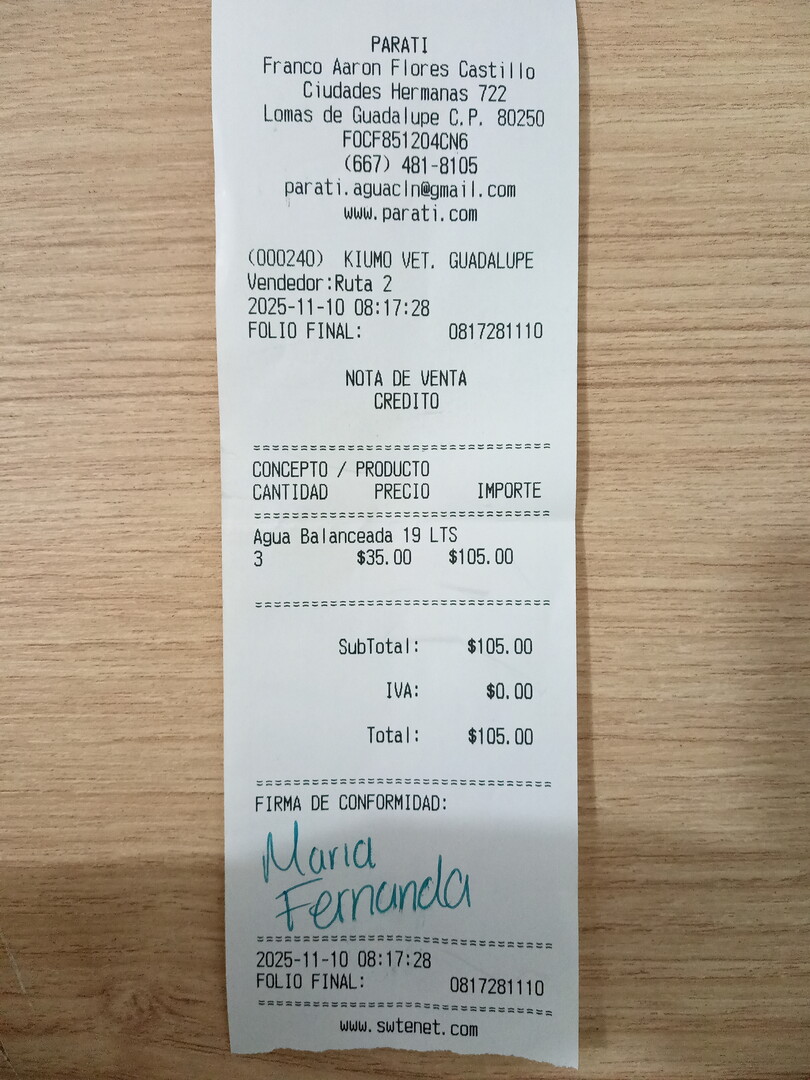 PARATI
Franco Aaron Flores Castillo
Ciudades Hermanas 722
Lomas de Guadalupe C.P. 80250
FOCF851204CN6
(667) 481-8105
parati.aguacln@gmail.com
www.parati.com
(000240) KIUMO VET. GUADALUPE
Vendedor:Ruta 2
2025-11-10 08:17:28
FOLIO FINAL: 0817281110
NOTA DE VENTA
CREDITO
==============================
CONCEPTO / PRODUCTO
CANTIDAD PRECIO IMPORTE
==============================
Agua Balanceada 19 LTS
3 $35.00 $105.00
==============================
SubTotal: $105.00
IVA: $0.00
Total: $105.00
==============================
FIRMA DE CONFORMIDAD:
Maria
Fernanda
==============================
2025-11-10 08:17:28
FOLIO FINAL: 0817281110
==============================
www.swtenet.com